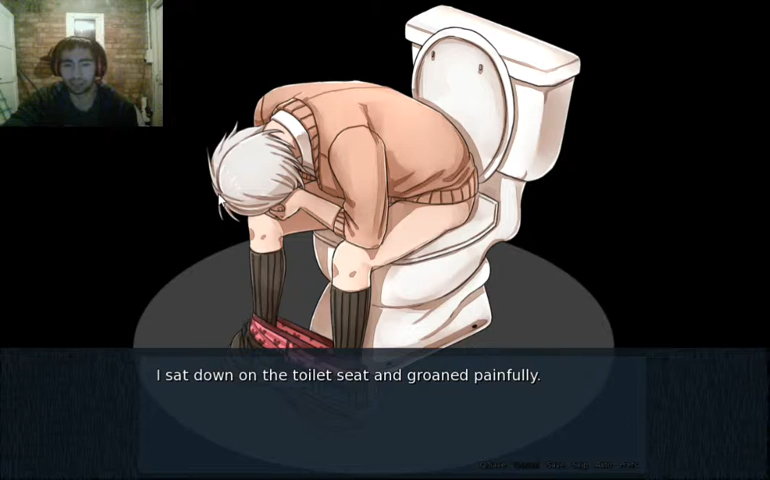 I sat down on the toilet seat and groaned painfully.